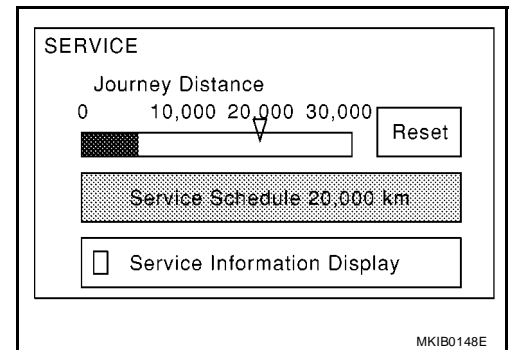 SERVICE
Journey Distance
0 10,000 20,000 30,000
Reset
Service Schedule 20,000 km
Service Information Display
MKIB0148E